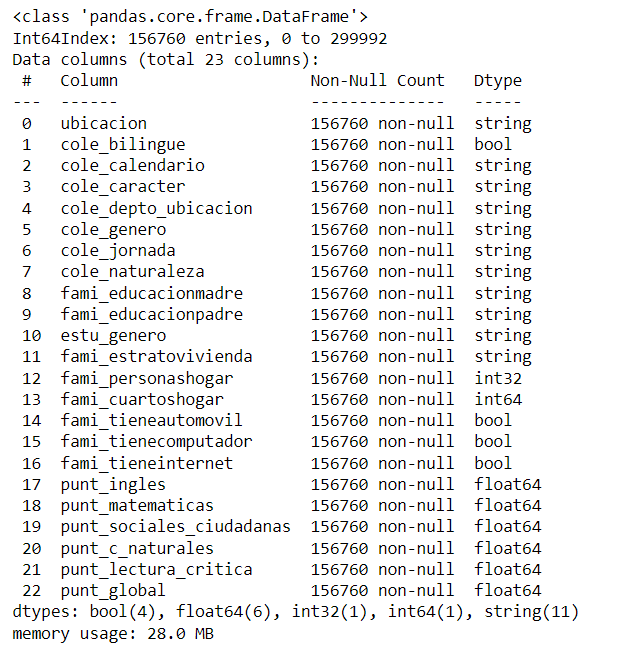 <class 'pandas.core.frame.DataFrame'>
Int64Index: 156760 entries, 0 to 299992
Data columns (total 23 columns):
 #   Column                    Non-Null Count   Dtype
---  ------                    --------------   -----
 0   ubicacion                 156760 non-null  string
 1   cole_bilingue             156760 non-null  bool
 2   cole_calendario           156760 non-null  string
 3   cole_caracter             156760 non-null  string
 4   cole_depto_ubicacion      156760 non-null  string
 5   cole_genero               156760 non-null  string
 6   cole_jornada              156760 non-null  string
 7   cole_naturaleza           156760 non-null  string
 8   fami_educacionmadre       156760 non-null  string
 9   fami_educacionpadre       156760 non-null  string
 10  estu_genero               156760 non-null  string
 11  fami_estratovivienda      156760 non-null  string
 12  fami_personashogar        156760 non-null  int32
 13  fami_cuartoshogar         156760 non-null  int64
 14  fami_tieneautomovil       156760 non-null  bool
 15  fami_tienecomputador      156760 non-null  bool
 16  fami_tieneinternet        156760 non-null  bool
 17  punt_ingles               156760 non-null  float64
 18  punt_matematicas          156760 non-null  float64
 19  punt_sociales_ciudadanas  156760 non-null  float64
 20  punt_c_naturales          156760 non-null  float64
 21  punt_lectura_critica      156760 non-null  float64
 22  punt_global               156760 non-null  float64
dtypes: bool(4), float64(6), int32(1), int64(1), string(11)
memory usage: 28.0 MB